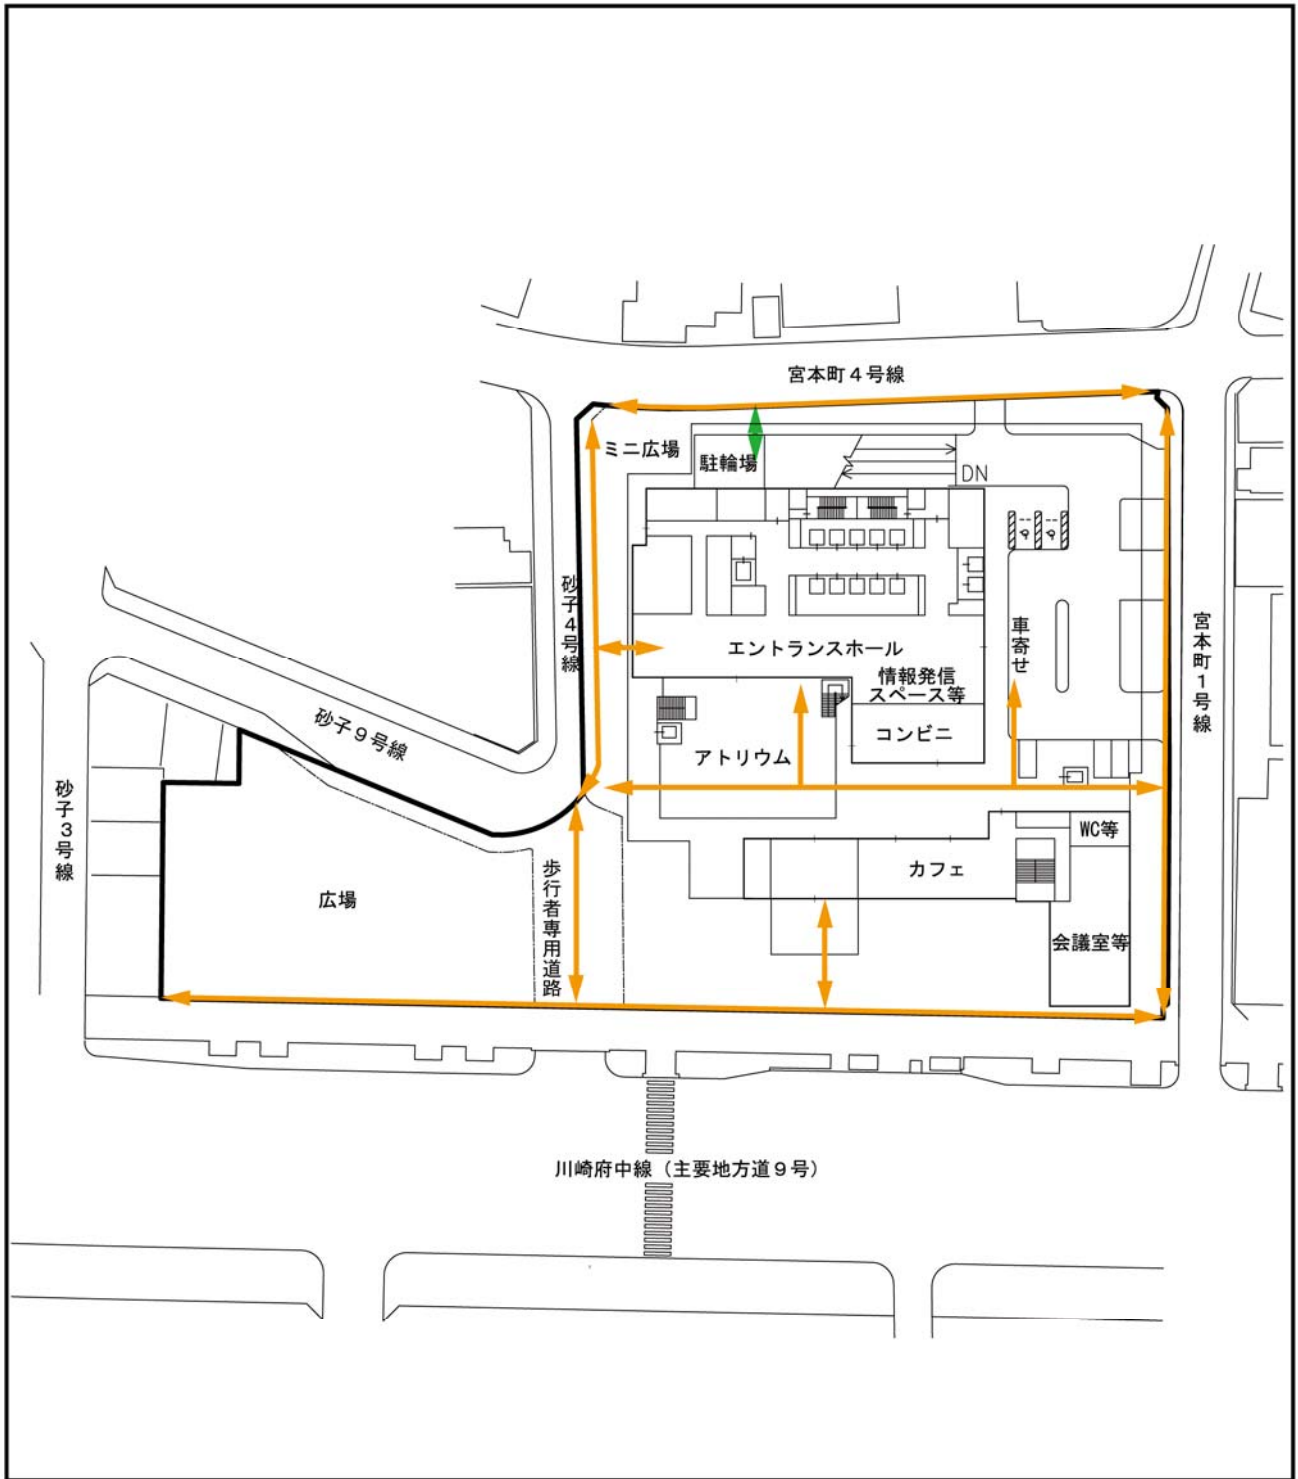 宮本町４号線
ミニ広場
駐輪場
DN
砂子４号線
エントランスホール
車寄せ
宮本町１号線
情報発信
スペース等
砂子９号線
コンビニ
アトリウム
砂子３号線
WC等
歩行者専用道路
カフェ
広場
会議室等
川崎府中線（主要地方道９号）